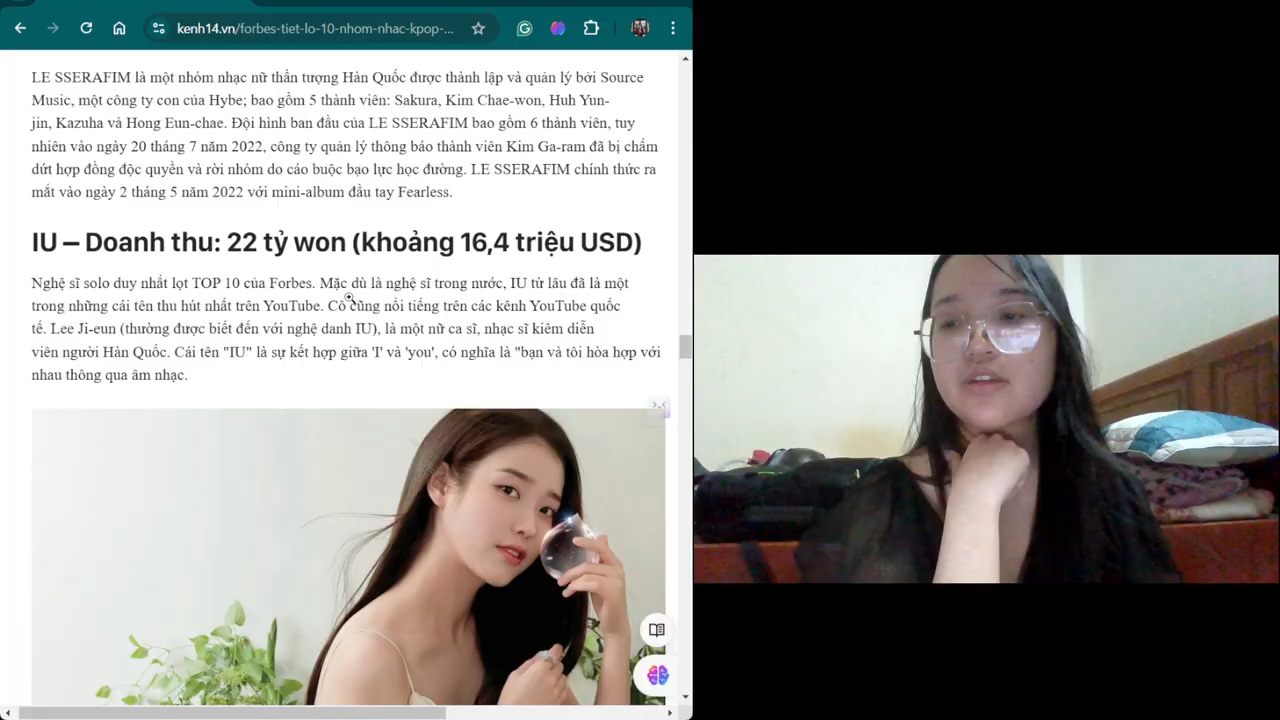 kenh14.vn/forbes-tiet-lo-10-nhom-nhac-kpop-...
LE SSERAFIM là một nhóm nhạc nữ thần tượng Hàn Quốc được thành lập và quản lý bởi Source
Music, một công ty con của Hybe; bao gồm 5 thành viên: Sakura, Kim Chae-won, Huh Yun-
jin, Kazuha và Hong Eun-chae. Đội hình ban đầu của LE SSERAFIM bao gồm 6 thành viên, tuy
nhiên vào ngày 20 tháng 7 năm 2022, công ty quản lý thông báo thành viên Kim Ga-ram đã bị chấm
dứt hợp đồng độc quyền và rời nhóm do cáo buộc bạo lực học đường. LE SSERAFIM chính thức ra
mắt vào ngày 2 tháng 5 năm 2022 với mini-album đầu tay Fearless.
IU – Doanh thu: 22 tỷ won (khoảng 16,4 triệu USD)
Nghệ sĩ solo duy nhất lọt TOP 10 của Forbes. Mặc dù là nghệ sĩ trong nước, IU từ lâu đã là một
trong những cái tên thu hút nhất trên YouTube. Cô cũng nổi tiếng trên các kênh YouTube quốc
tế. Lee Ji-eun (thường được biết đến với nghệ danh IU), là một nữ ca sĩ, nhạc sĩ kiêm diễn
viên người Hàn Quốc. Cái tên "IU" là sự kết hợp giữa 'I' và 'you', có nghĩa là "bạn và tôi hòa hợp với
nhau thông qua âm nhạc.